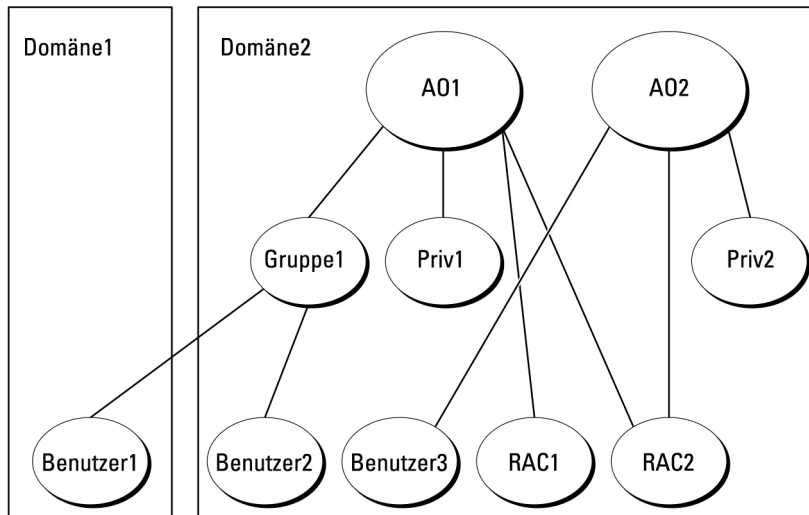 Domäne1
Domäne2
AO1
AO2
Gruppe1
Priv1
Priv2
Benutzer1
Benutzer2
Benutzer3
RAC1
RAC2